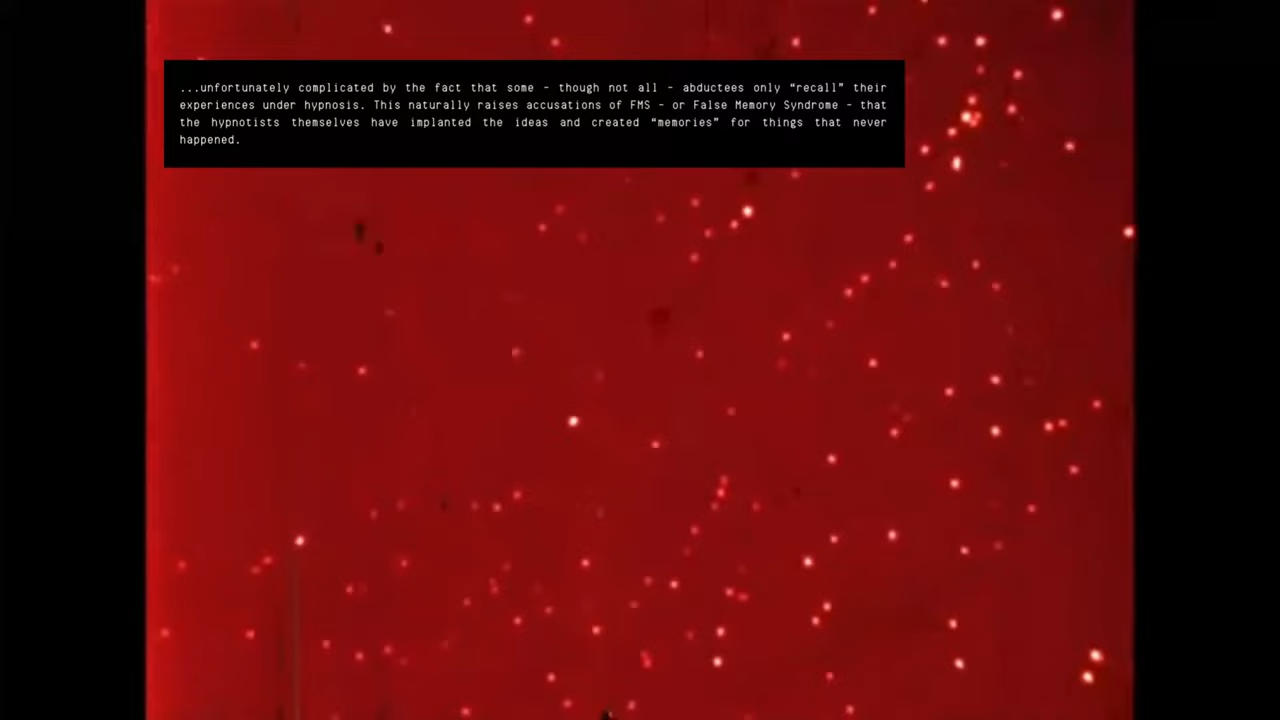 ...unfortunately complicated by the fact that some - though not all - abductees only “recall” their
experiences under hypnosis. This naturally raises accusations of FMS - or False Memory Syndrome - that
the hypnotists themselves have implanted the ideas and created “memories” for things that never
happened.